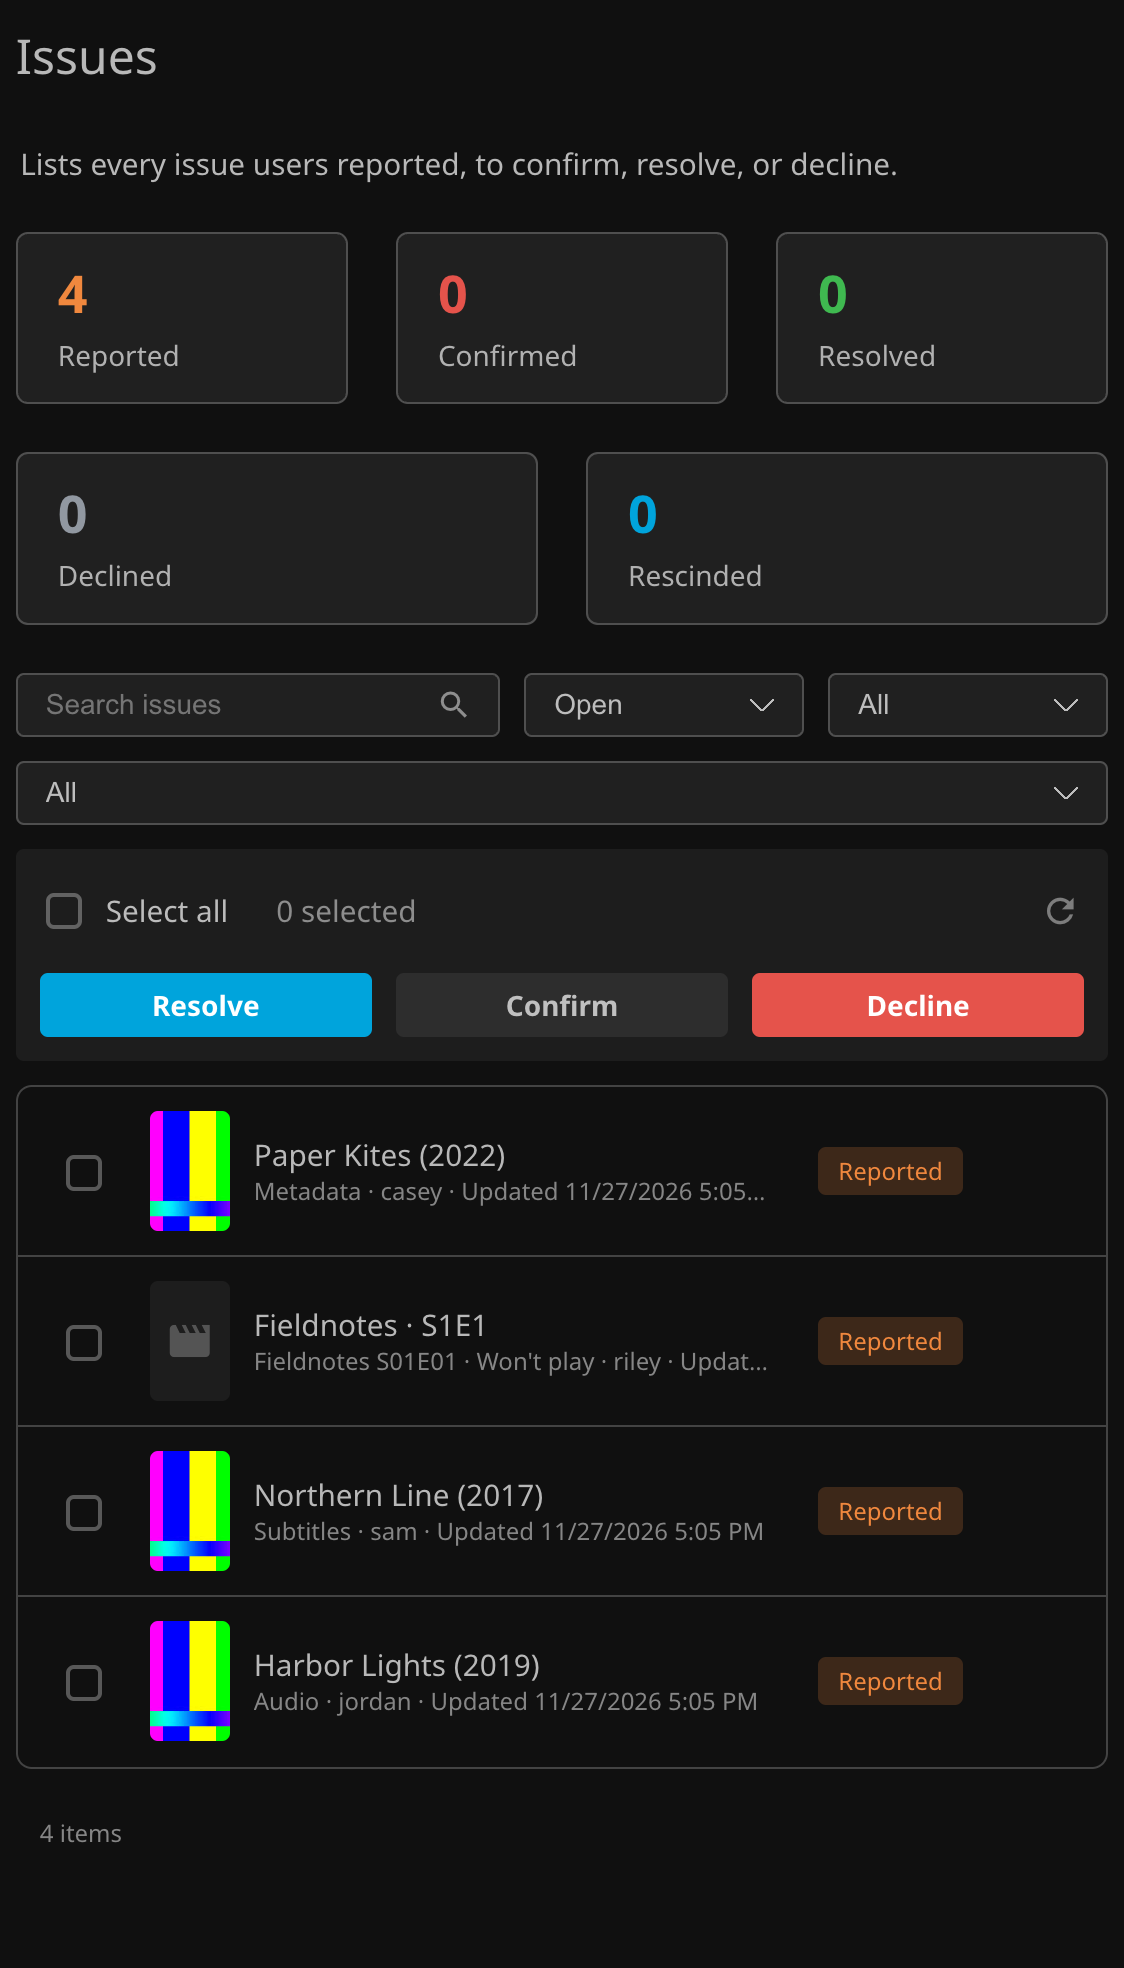 Issues
Lists every issue users reported, to confirm, resolve, or decline.
4
Reported
0
Confirmed
0
Resolved
0
Declined
0
Rescinded
Search issues
Open
All
All
Select all
0 selected
Resolve
Confirm
Decline
Paper Kites (2022)
Metadata · casey · Updated 11/27/2026 5:05...
Reported
Fieldnotes · S1E1
Fieldnotes S01E01 · Won't play · riley · Updat...
Reported
Northern Line (2017)
Subtitles · sam · Updated 11/27/2026 5:05 PM
Reported
Harbor Lights (2019)
Audio · jordan · Updated 11/27/2026 5:05 PM
Reported
4 items